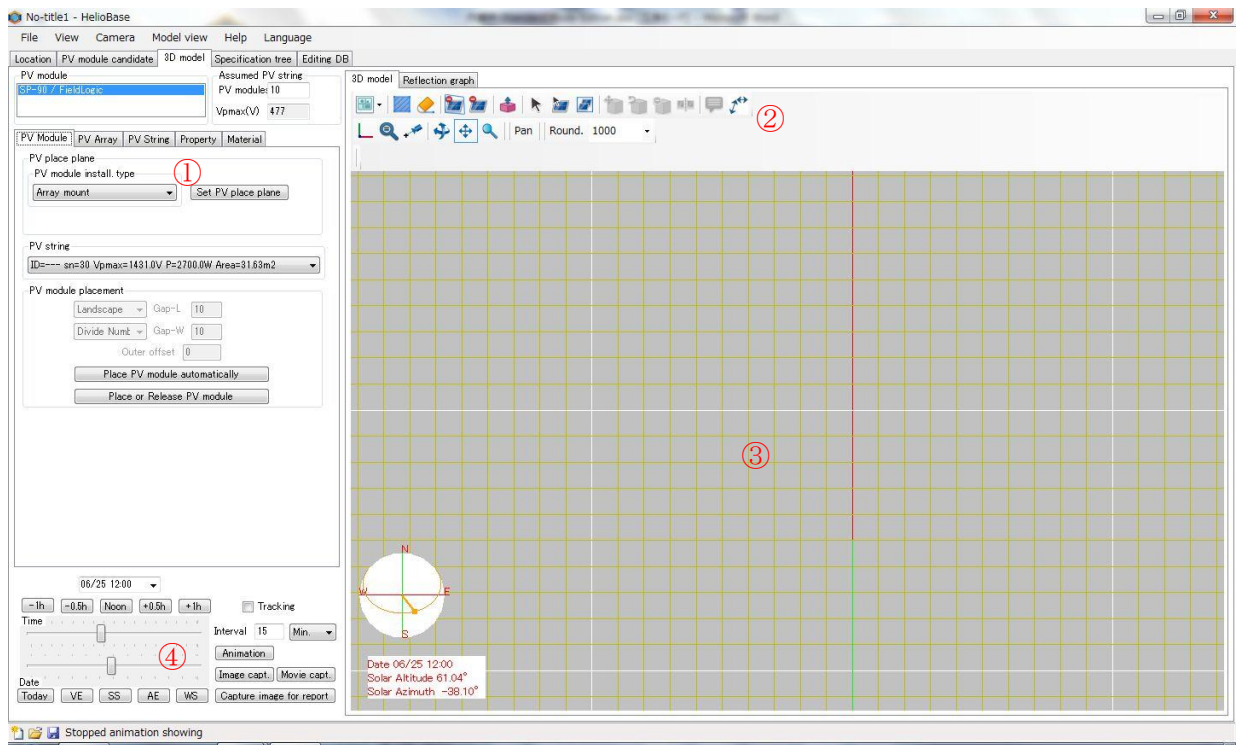 No-title1 - HelioBase
File View Camera Model view Help Language
Location PV module candidate 3D model Specification tree Editing DB
PV module
SP-90 / FieldLogic
Assumed PV string
PV module: 10
Vpmax(V) 477
PV Module PV Array PV String Property Material
PV place plane
①
PV module install. type
Array mount Set PV place plane
PV string
ID=--- sn=30 Vpmax=1431.0V P=2700.0W Area=31.63m2
PV module placement
Landscape Gap-L 10
Divide Numb Gap-W 10
Outer offset 0
Place PV module automatically
Place or Release PV module
06/25 12:00
-1h -0.5h Noon +0.5h +1h Tracking
Time
Interval 15 Min.
④
Animation
Image capt. Movie capt.
Date
Today VE SS AE WS Capture image for report
3D model Reflection graph
②
Pan Round. 1000
③
N
W E
S
Date 06/25 12:00
Solar Altitude 61.04°
Solar Azimuth -38.10°
Stopped animation showing